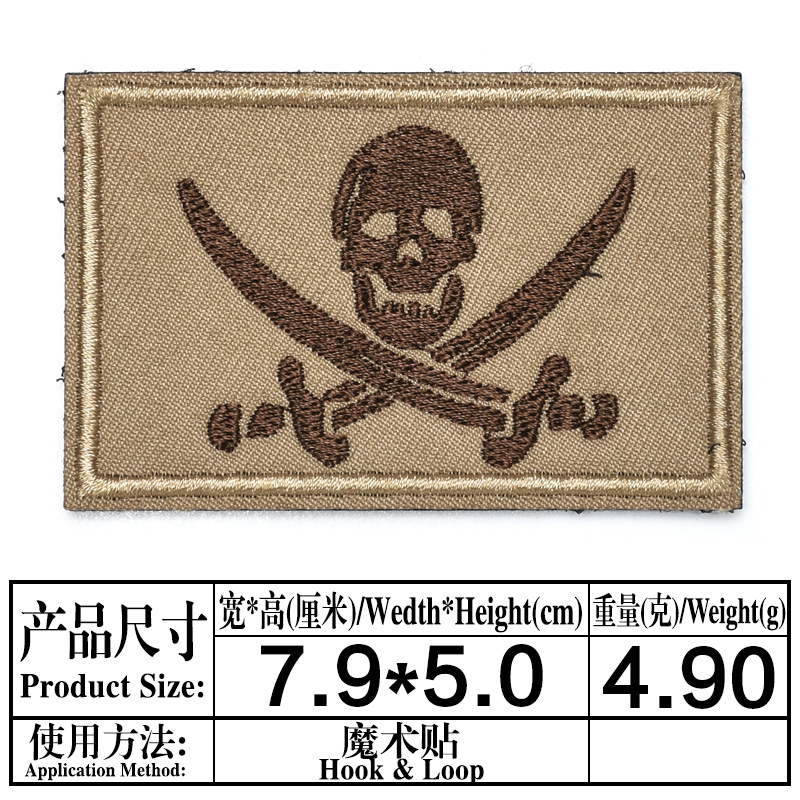 产品尺寸
Product Size:
宽*高(厘米)/Wedth*Height(cm)
重量(克)/Weight(g)
7.9*5.0
4.90
使用方法:
Application Method:
魔术贴
Hook & Loop